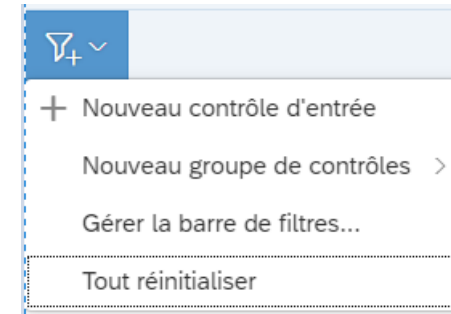 Nouveau contrôle d'entrée
Nouveau groupe de contrôles
Gérer la barre de filtres...
Tout réinitialiser